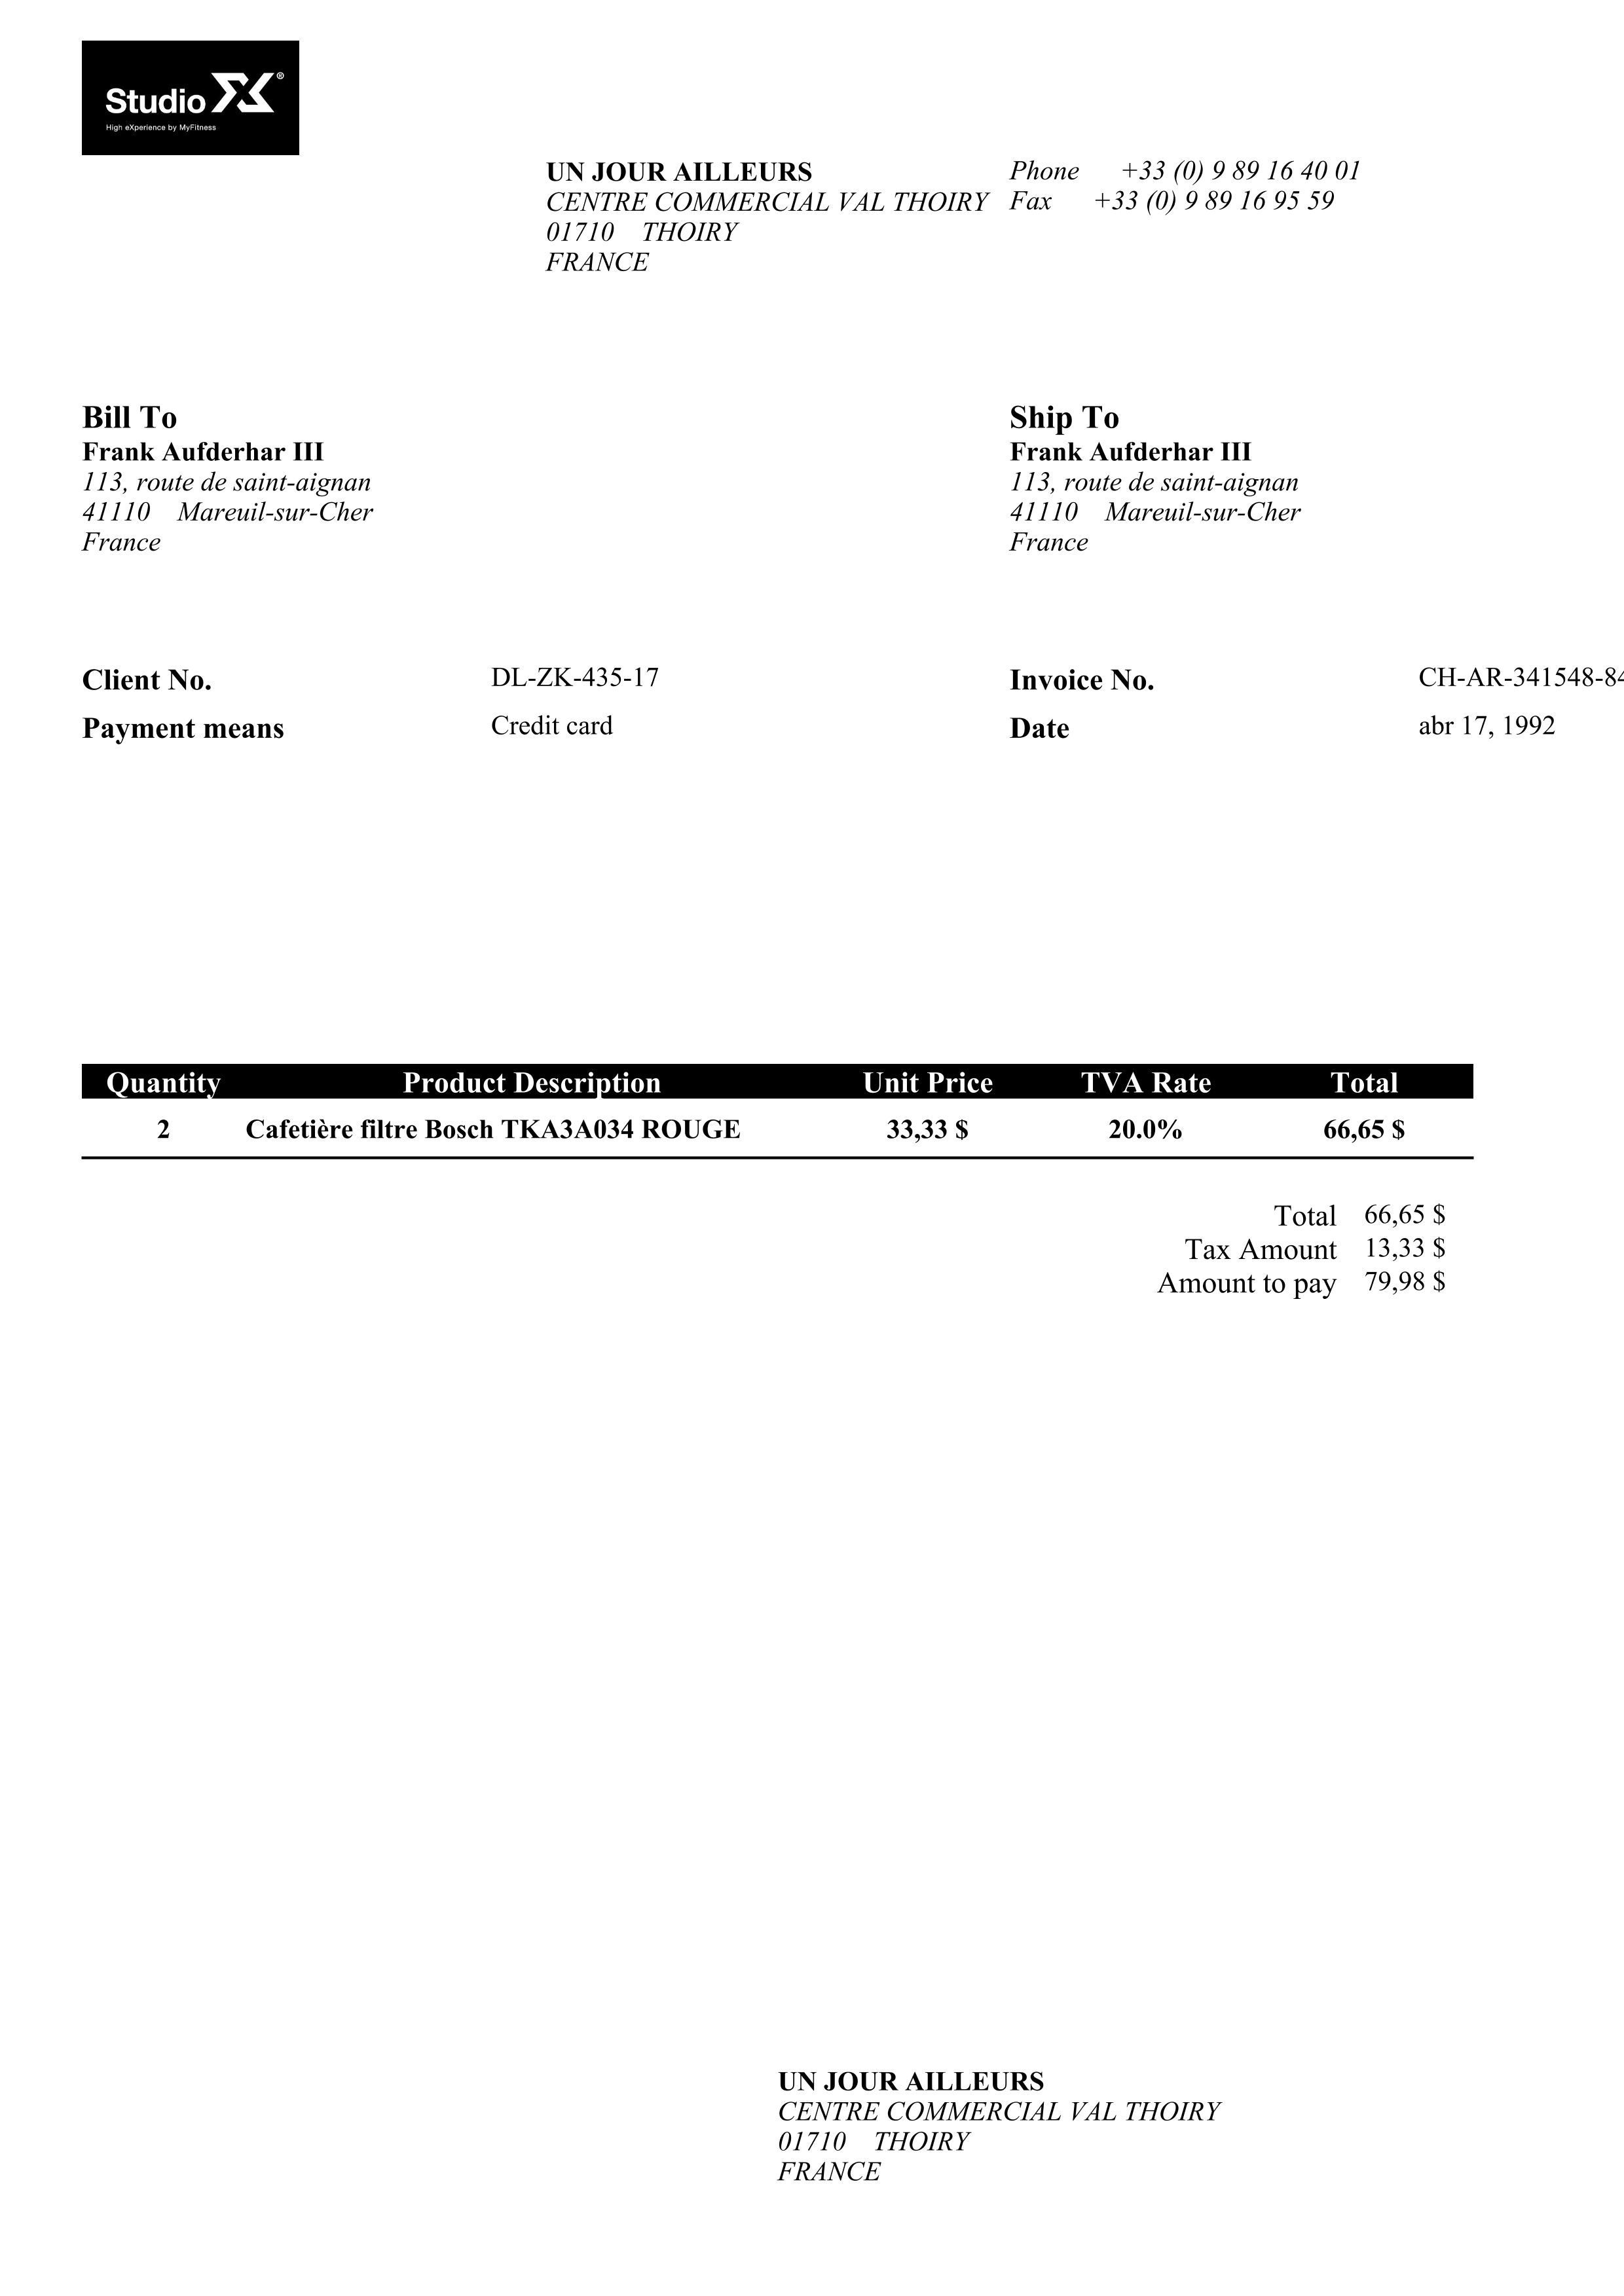 Studio X®
High eXperience by MyFitness
UN JOUR AILLEURS
CENTRE COMMERCIAL VAL THOIRY
01710 THOIRY
FRANCE
Phone +33 (0) 9 89 16 40 01
Fax +33 (0) 9 89 16 95 59
Bill To
Frank Aufderhar III
113, route de saint-aignan
41110 Mareuil-sur-Cher
France
Ship To
Frank Aufderhar III
113, route de saint-aignan
41110 Mareuil-sur-Cher
France
Client No. DL-ZK-435-17
Payment means Credit card
Invoice No. CH-AR-341548-84
Date abr 17, 1992
Quantity Product Description Unit Price TVA Rate Total
2 Cafetière filtre Bosch TKA3A034 ROUGE 33,33 $ 20.0% 66,65 $
Total 66,65 $
Tax Amount 13,33 $
Amount to pay 79,98 $
UN JOUR AILLEURS
CENTRE COMMERCIAL VAL THOIRY
01710 THOIRY
FRANCE